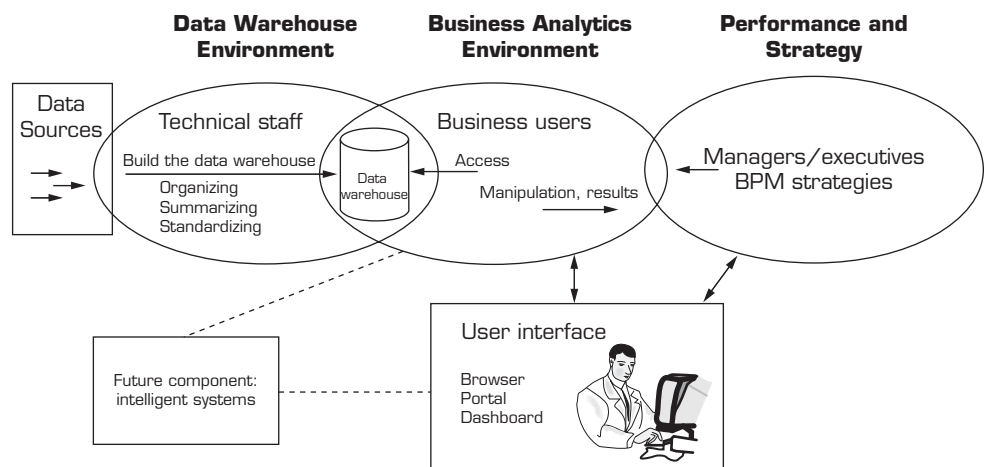 Data Warehouse
Environment
Business Analytics
Environment
Performance and
Strategy
Data
Sources
Technical staff
Build the data warehouse
Organizing
Summarizing
Standardizing
Data
warehouse
Business users
Access
Manipulation, results
Managers/executives
BPM strategies
Future component:
intelligent systems
User interface
Browser
Portal
Dashboard